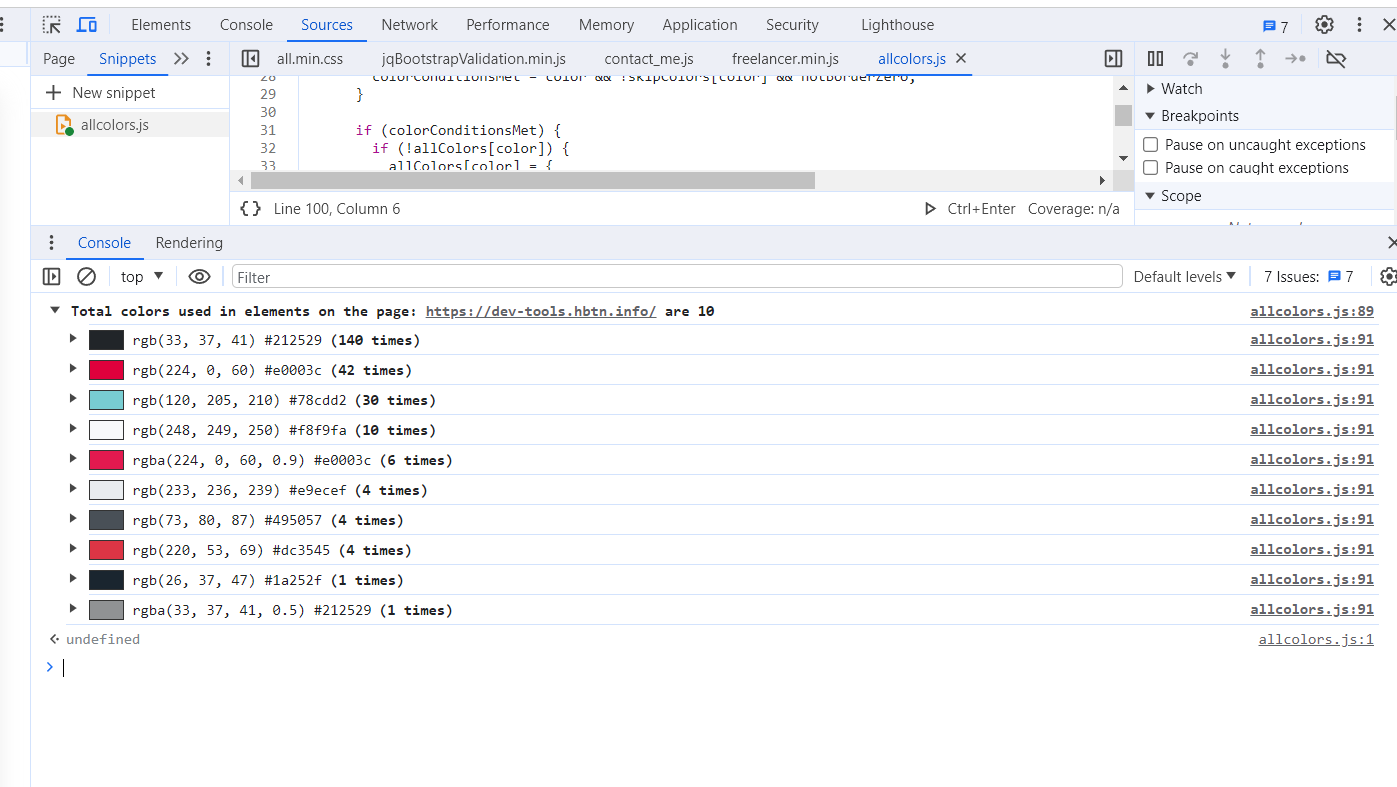 Elements Console Sources Network Performance Memory Application Security Lighthouse 7
Page Snippets all.min.css jqBootstrapValidation.min.js contact_me.js freelancer.min.js allcolors.js
New snippet
allcolors.js
28 colorConditionsMet = color && !skipColors[color] && notBorderZero;
29 }
30
31 if (colorConditionsMet) {
32 if (!allColors[color]) {
33 allColors[color] = {
{} Line 100, Column 6 Ctrl+Enter Coverage: n/a
Watch
Breakpoints
Pause on uncaught exceptions
Pause on caught exceptions
Scope
Console Rendering
top Filter Default levels 7 Issues: 7
Total colors used in elements on the page: https://dev-tools.hbtn.info/ are 10 allcolors.js:89
rgb(33, 37, 41) #212529 (140 times) allcolors.js:91
rgb(224, 0, 60) #e0003c (42 times) allcolors.js:91
rgb(120, 205, 210) #78cdd2 (30 times) allcolors.js:91
rgb(248, 249, 250) #f8f9fa (10 times) allcolors.js:91
rgba(224, 0, 60, 0.9) #e0003c (6 times) allcolors.js:91
rgb(233, 236, 239) #e9ecef (4 times) allcolors.js:91
rgb(73, 80, 87) #495057 (4 times) allcolors.js:91
rgb(220, 53, 69) #dc3545 (4 times) allcolors.js:91
rgb(26, 37, 47) #1a252f (1 times) allcolors.js:91
rgba(33, 37, 41, 0.5) #212529 (1 times) allcolors.js:91
undefined allcolors.js:1